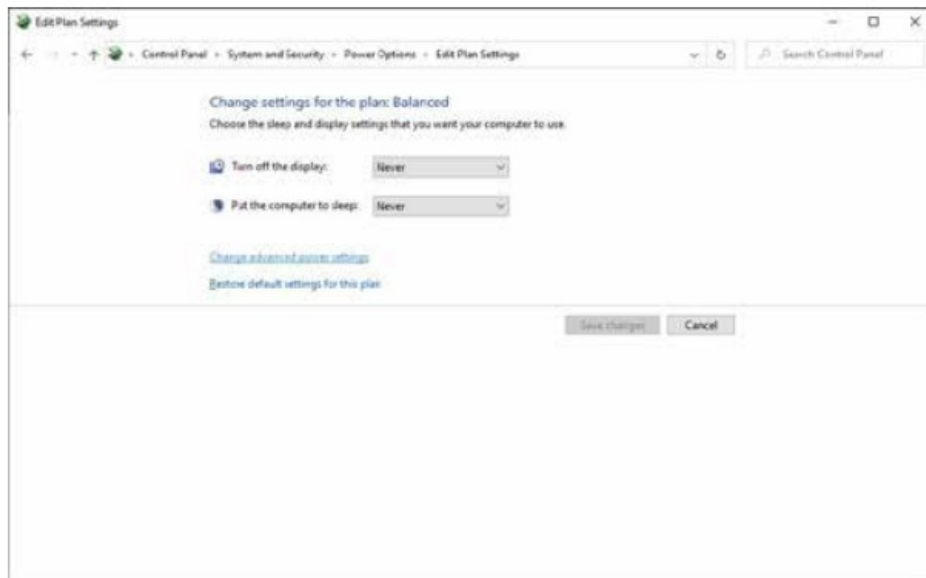 Edit Plan Settings
Control Panel System and Security Power Options Edit Plan Settings
Search Control Panel
Change settings for the plan: Balanced
Choose the sleep and display settings that you want your computer to use.
Turn off the display: Never
Put the computer to sleep: Never
Change advanced power settings
Restore default settings for this plan
Save changes Cancel